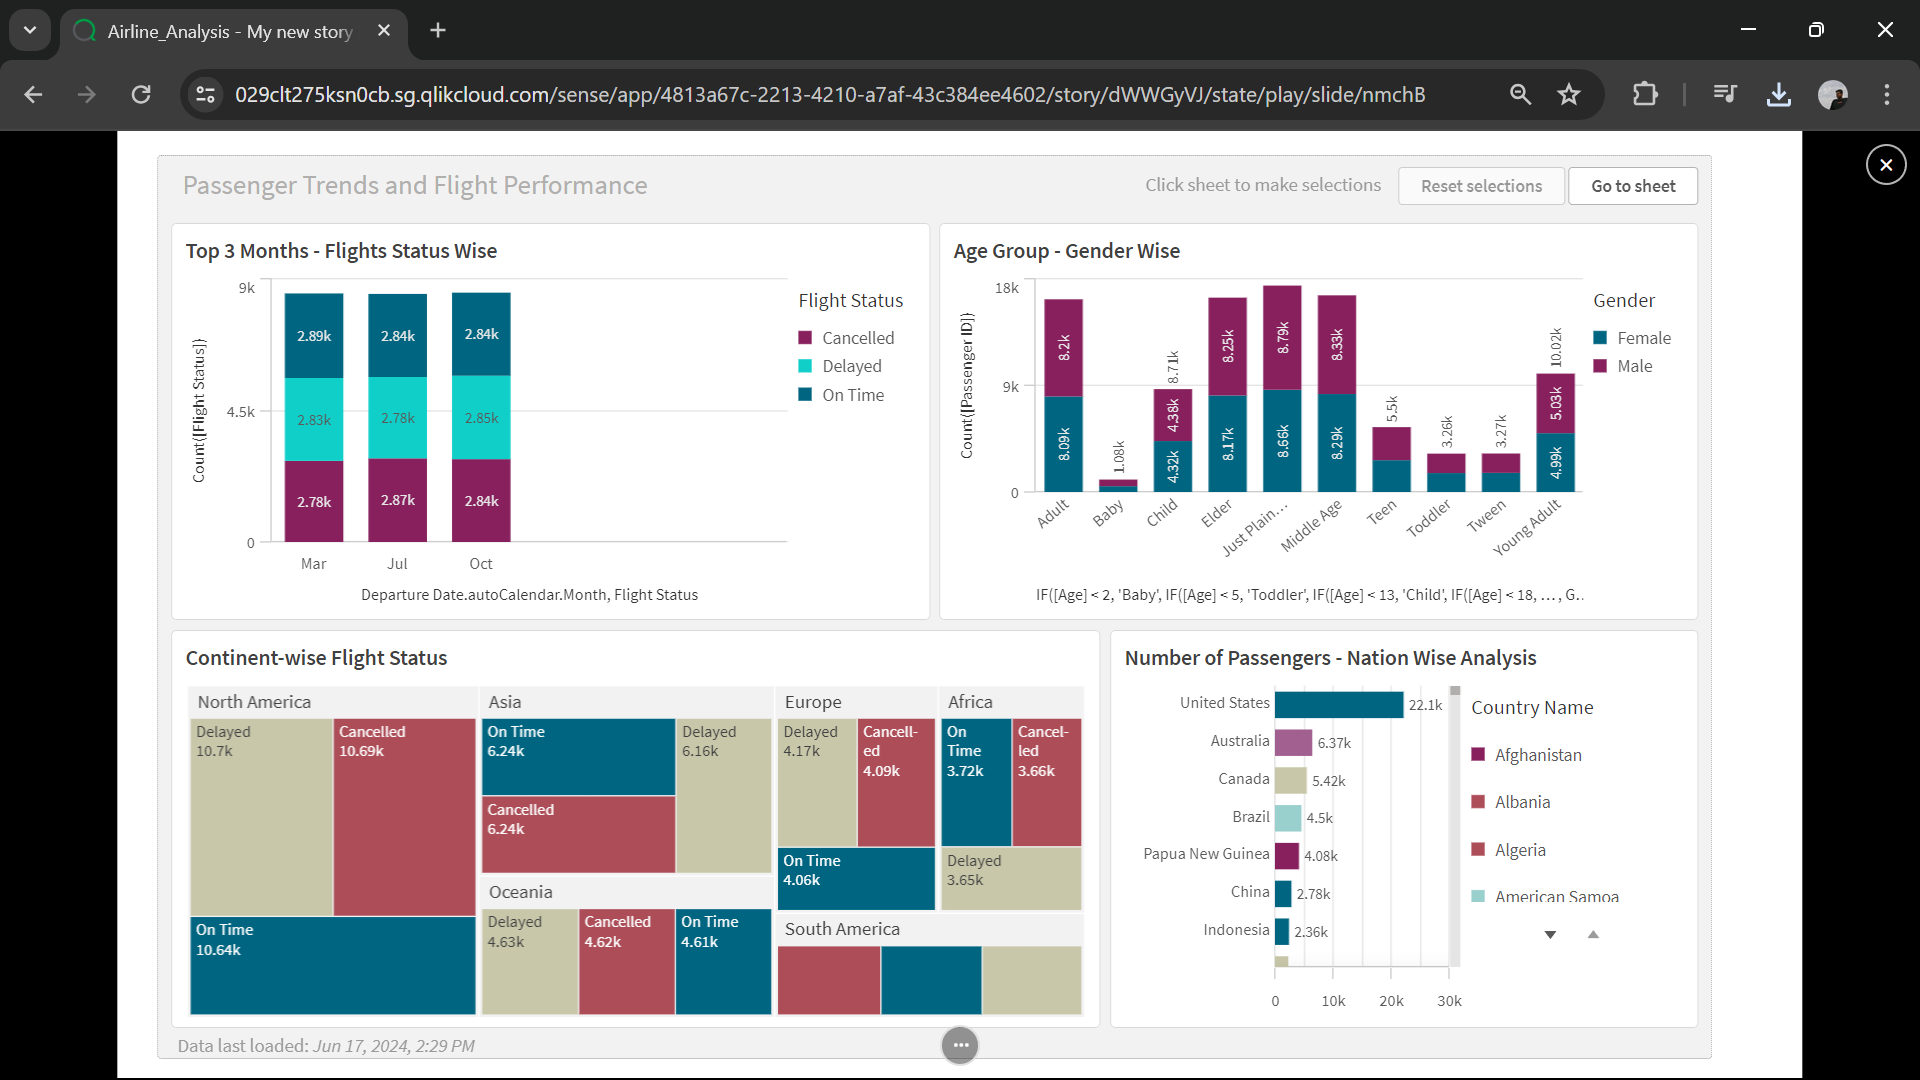 Airline_Analysis - My new story
029clt275ksn0cb.sg.qlikcloud.com/sense/app/4813a67c-2213-4210-a7af-43c384ee4602/story/dWWGyVJ/state/play/slide/nmchB
Passenger Trends and Flight Performance
Click sheet to make selections
Reset selections
Go to sheet
Top 3 Months - Flights Status Wise
Count([Flight Status])
9k
4.5k
0
2.89k
2.84k
2.84k
2.83k
2.78k
2.85k
2.78k
2.87k
2.84k
Mar
Jul
Oct
Departure Date.autoCalendar.Month, Flight Status
Flight Status
Cancelled
Delayed
On Time
Age Group - Gender Wise
Count([Passenger ID])
18k
9k
0
8.2k
8.09k
1.08k
8.71k
4.38k
4.32k
8.25k
8.17k
8.79k
8.66k
8.33k
8.29k
5.5k
3.26k
3.27k
10.02k
5.03k
4.99k
Adult
Baby
Child
Elder
Just Plain...
Middle Age
Teen
Toddler
Tween
Young Adult
IF([Age] < 2, 'Baby', IF([Age] < 5, 'Toddler', IF([Age] < 13, 'Child', IF([Age] < 18, ..., G..
Gender
Female
Male
Continent-wise Flight Status
North America
Delayed
10.7k
Cancelled
10.69k
On Time
10.64k
Asia
On Time
6.24k
Delayed
6.16k
Cancelled
6.24k
Oceania
Delayed
4.63k
Cancelled
4.62k
On Time
4.61k
Europe
Delayed
4.17k
Cancell-
ed
4.09k
On Time
4.06k
Africa
On
Time
3.72k
Cancel-
led
3.66k
Delayed
3.65k
South America
Number of Passengers - Nation Wise Analysis
United States 22.1k
Australia 6.37k
Canada 5.42k
Brazil 4.5k
Papua New Guinea 4.08k
China 2.78k
Indonesia 2.36k
0 10k 20k 30k
Country Name
Afghanistan
Albania
Algeria
American Samoa
Data last loaded: Jun 17, 2024, 2:29 PM